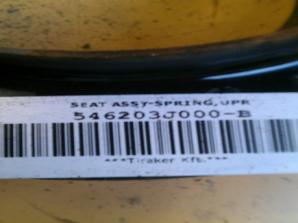 SEAT ASSY-SPRING,UPR
546203J000-B
***Tiraker Kft.***